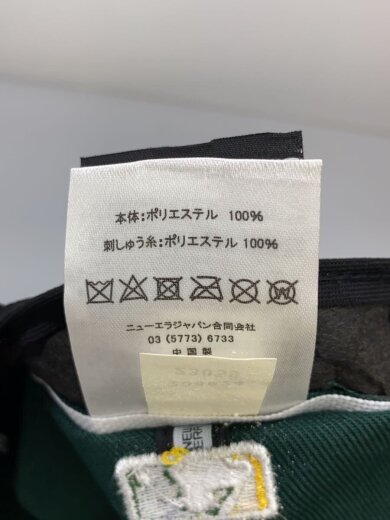 本体:ポリエステル 100%
刺しゅう糸:ポリエステル 100%
ニューエラジャパン合同会社
03 (5773) 6733
中国製